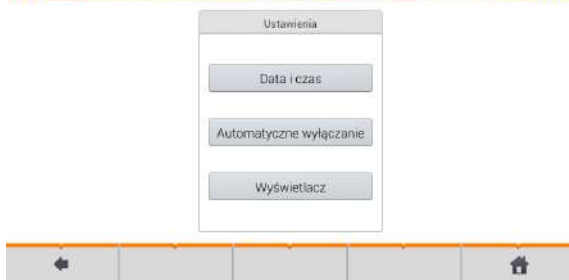 Ustawienia
Data i czas
Automatyczne wyłączanie
Wyświetlacz